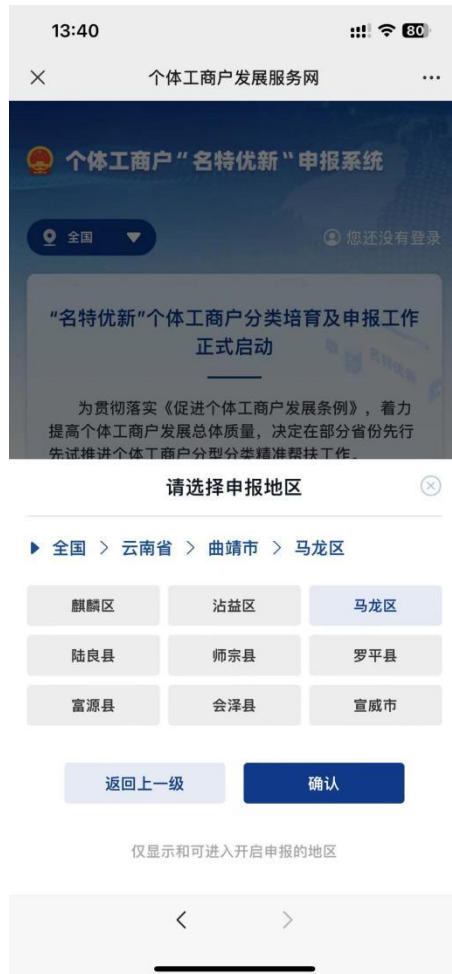 13:40
80
个体工商户发展服务网
个体工商户“名特优新“申报系统
全国
您还没有登录
“名特优新”个体工商户分类培育及申报工作
正式启动
为贯彻落实《促进个体工商户发展条例》，着力
提高个体工商户发展总体质量，决定在部分省份先行
先试推进个体工商户分型分类精准帮扶工作。
请选择申报地区
全国 > 云南省 > 曲靖市 > 马龙区
麒麟区 沾益区 马龙区
陆良县 师宗县 罗平县
富源县 会泽县 宣威市
返回上一级 确认
仅显示和可进入开启申报的地区